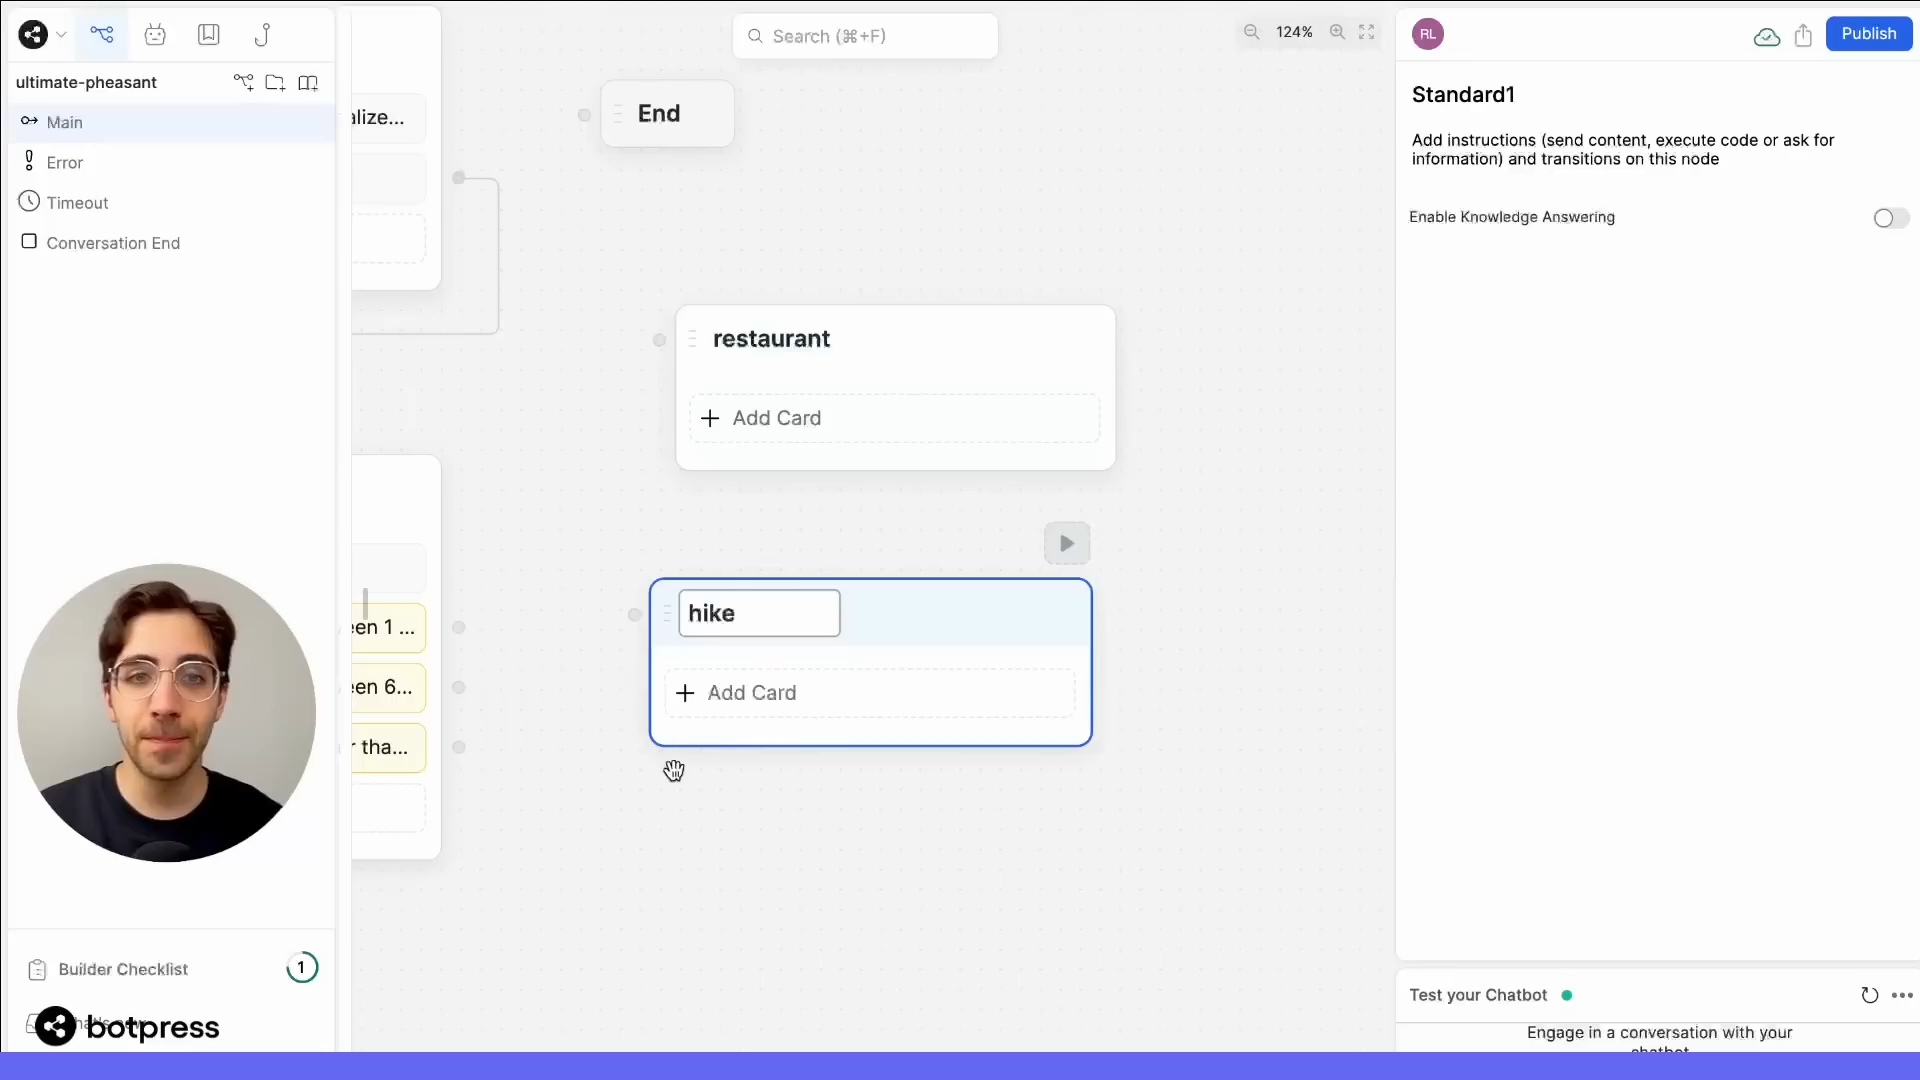 Search (⌘+F)
124%
RL
Publish
ultimate-pheasant
Main
Error
Timeout
Conversation End
alize...
End
restaurant
Add Card
een 1 ...
een 6...
r tha...
hike
Add Card
Standard1
Add instructions (send content, execute code or ask for
information) and transitions on this node
Enable Knowledge Answering
Builder Checklist
1
botpress
Test your Chatbot
Engage in a conversation with your
chatbot